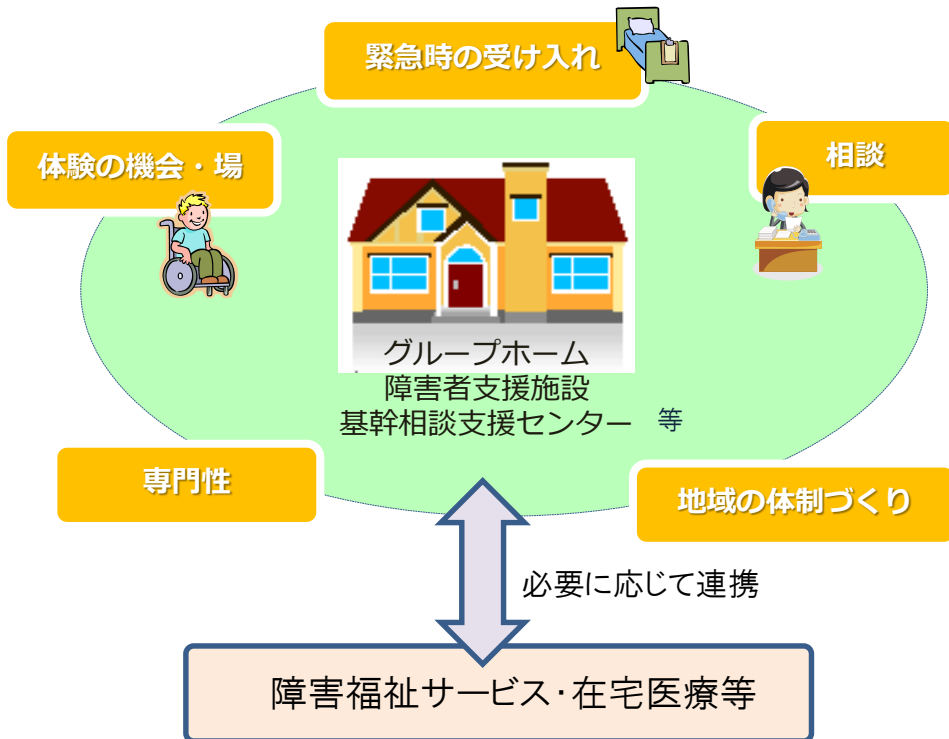 緊急時の受け入れ
体験の機会・場
相談
グループホーム
障害者支援施設
基幹相談支援センター 等
専門性
地域の体制づくり
必要に応じて連携
障害福祉サービス・在宅医療等